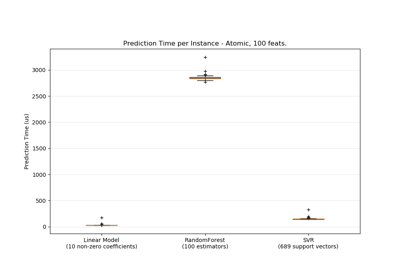 Prediction Time per Instance - Atomic, 100 feats.
3000
2500
2000
1500
1000
500
0
Prediction Time (us)
Linear Model
(10 non-zero coefficients)
RandomForest
(100 estimators)
SVR
(689 support vectors)